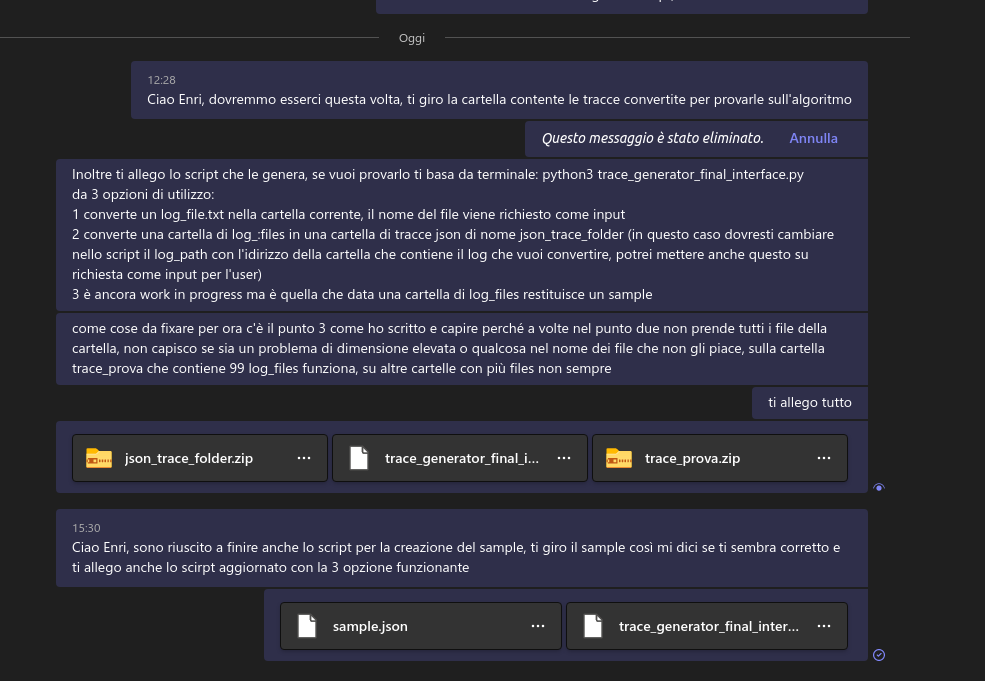 Oggi
12:28
Ciao Enri, dovremmo esserci questa volta, ti giro la cartella contente le tracce convertite per provarle sull'algoritmo
Questo messaggio è stato eliminato. Annulla
Inoltre ti allego lo script che le genera, se vuoi provarlo ti basa da terminale: python3 trace_generator_final_interface.py
da 3 opzioni di utilizzo:
1 converte un log_file.txt nella cartella corrente, il nome del file viene richiesto come input
2 converte una cartella di log_:files in una cartella di tracce json di nome json_trace_folder (in questo caso dovresti cambiare
nello script il log_path con l'idirizzo della cartella che contiene il log che vuoi convertire, potrei mettere anche questo su
richiesta come input per l'user)
3 è ancora work in progress ma è quella che data una cartella di log_files restituisce un sample
come cose da fixare per ora c'è il punto 3 come ho scritto e capire perché a volte nel punto due non prende tutti i file della
cartella, non capisco se sia un problema di dimensione elevata o qualcosa nel nome dei file che non gli piace, sulla cartella
trace_prova che contiene 99 log_files funziona, su altre cartelle con più files non sempre
ti allego tutto
json_trace_folder.zip ... trace_generator_final_i... ... trace_prova.zip ...
15:30
Ciao Enri, sono riuscito a finire anche lo script per la creazione del sample, ti giro il sample così mi dici se ti sembra corretto e
ti allego anche lo scirpt aggiornato con la 3 opzione funzionante
sample.json ... trace_generator_final_inter... ...